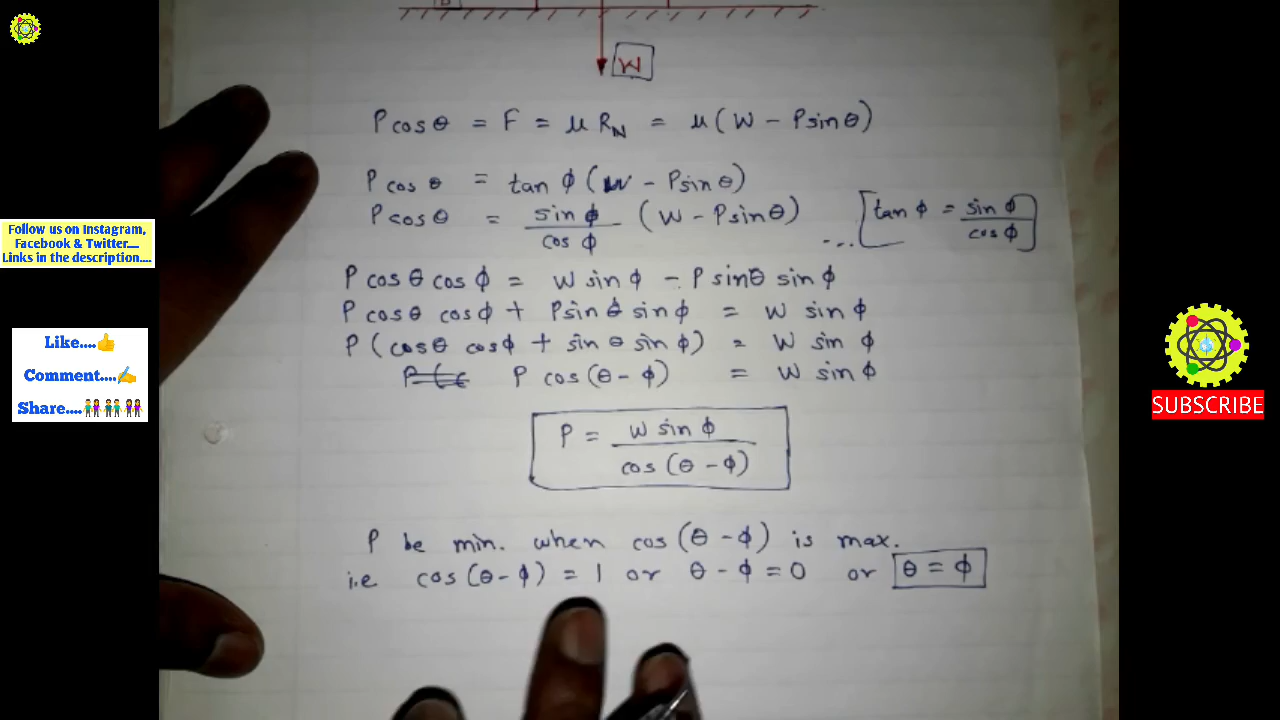 W
P cos θ = F = μ R_N = μ(W - P sin θ)
P cos θ = tan φ (W - P sin θ)
P cos θ = sin φ / cos φ (W - P sin θ) ... [tan φ = sin φ / cos φ]
P cos θ cos φ = W sin φ - P sin θ sin φ
P cos θ cos φ + P sin θ sin φ = W sin φ
P (cos θ cos φ + sin θ sin φ) = W sin φ
P cos (θ - φ) = W sin φ
P = W sin φ / cos (θ - φ)
P be min. when cos (θ - φ) is max.
i.e cos (θ - φ) = 1 or θ - φ = 0 or θ = φ
Follow us on Instagram,
Facebook & Twitter....
Links in the description....
Like....👍
Comment....✍
Share....👫👬👭
SUBSCRIBE